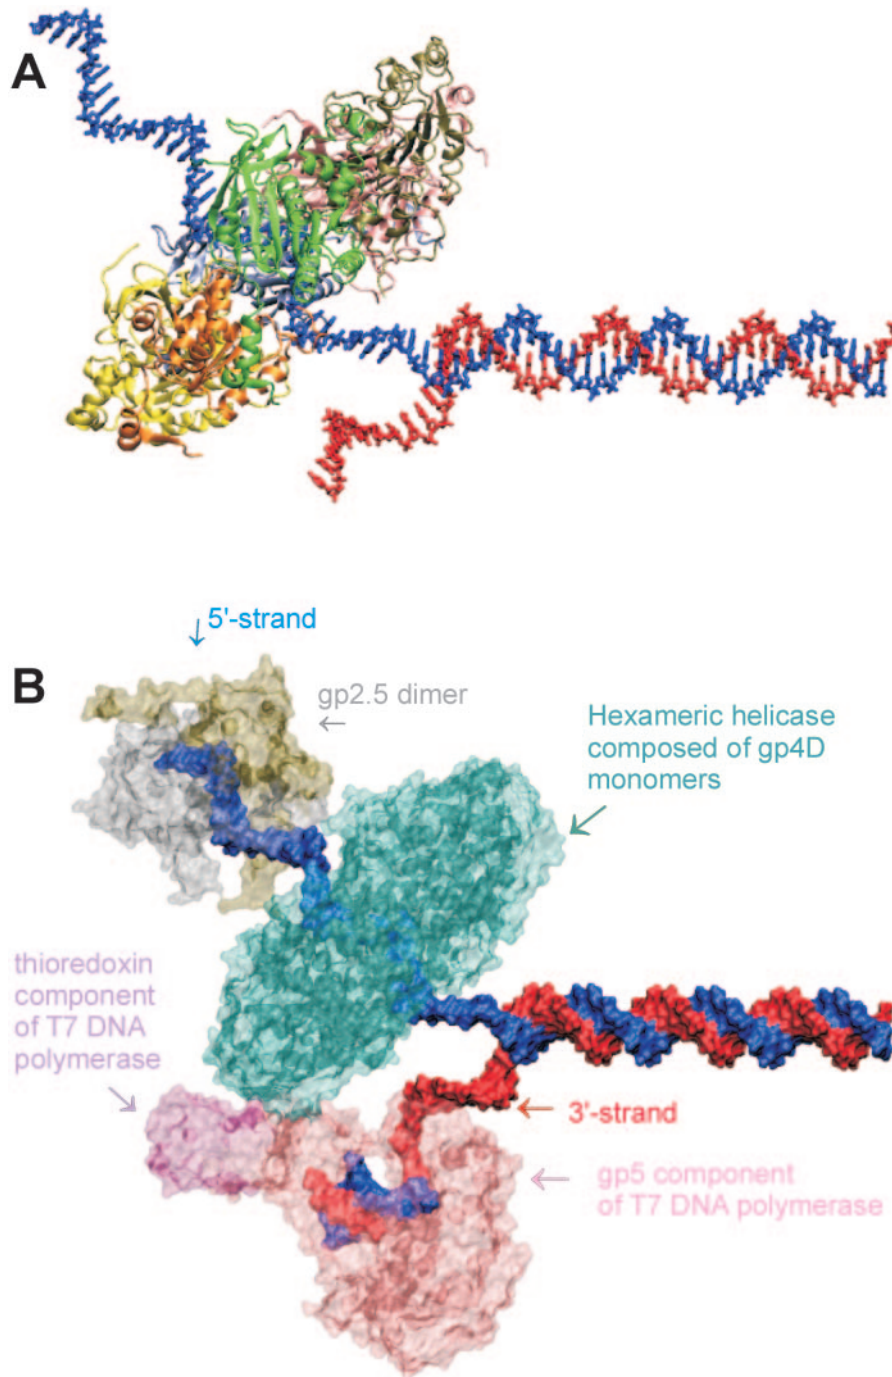 A
B
5'-strand
gp2.5 dimer
Hexameric helicase
composed of gp4D
monomers
thioredoxin
component
of T7 DNA
polymerase
3'-strand
gp5 component
of T7 DNA polymerase